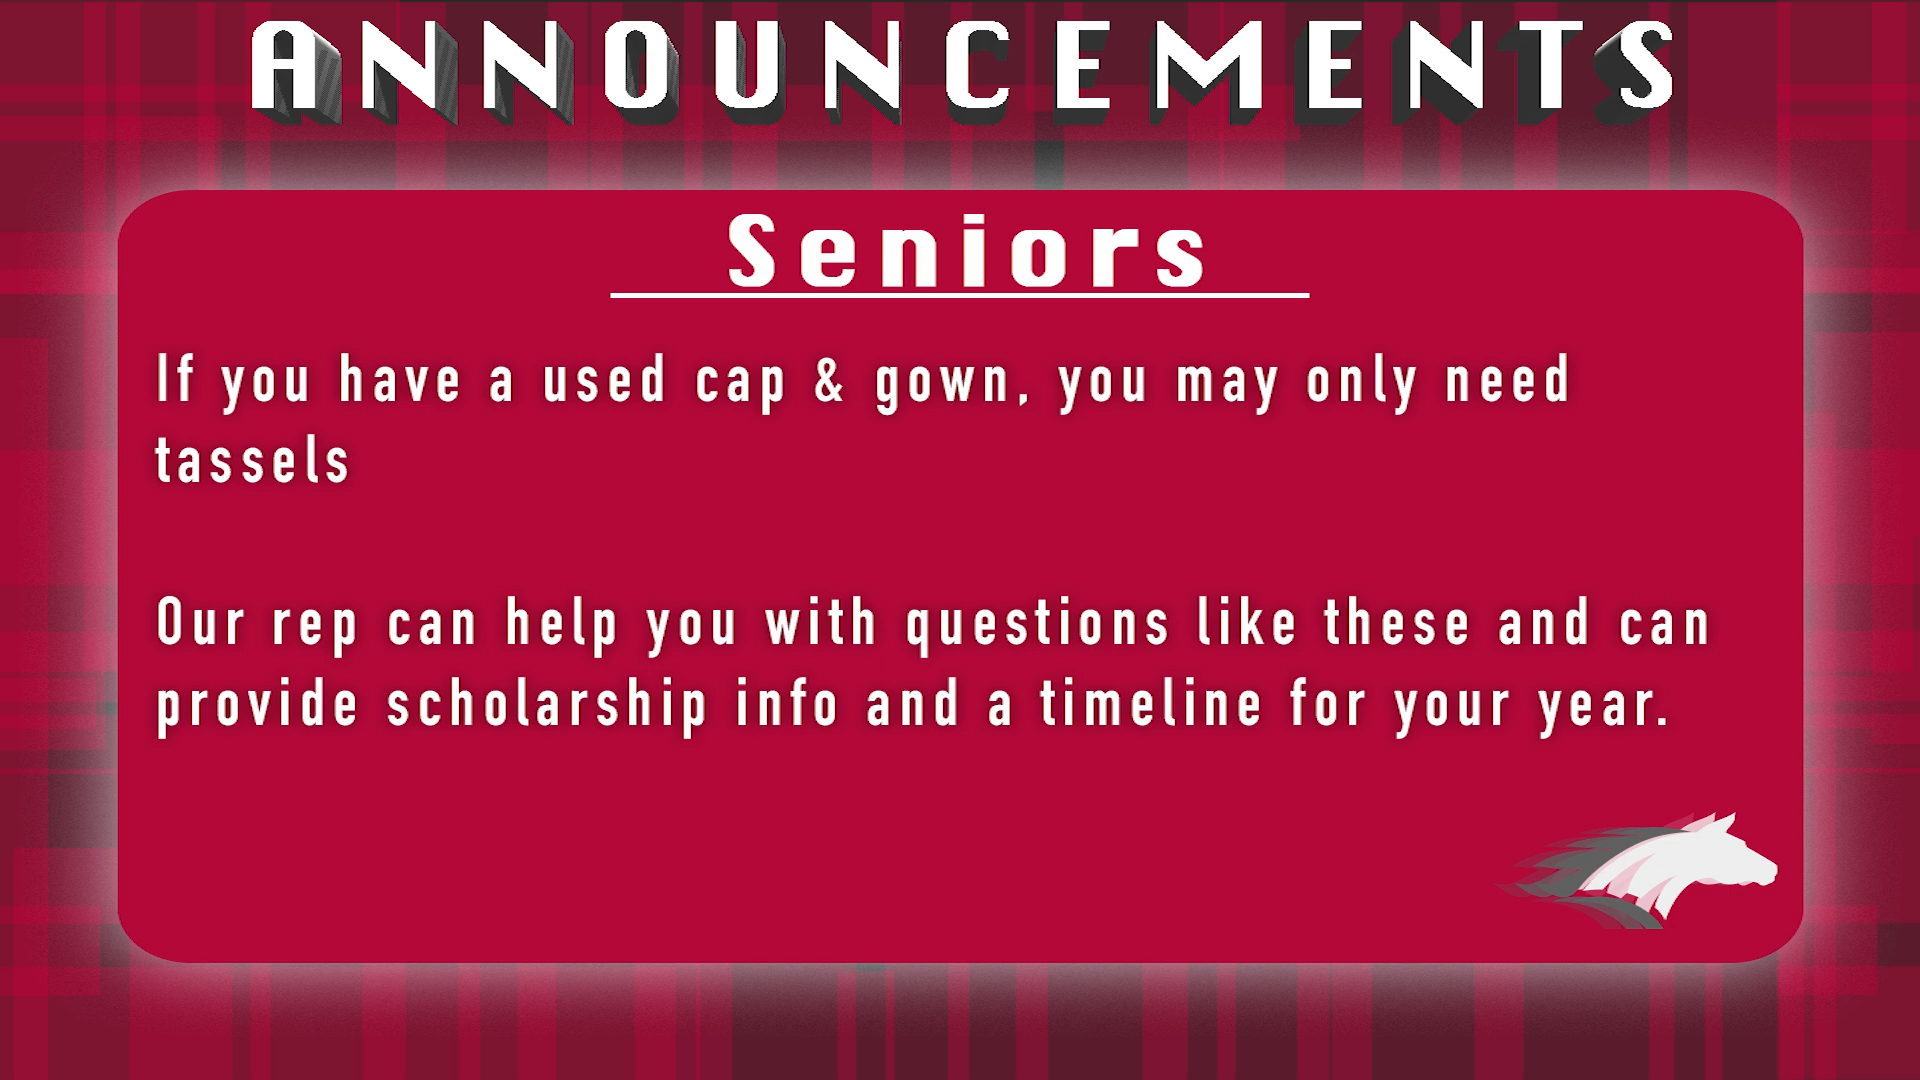 ANNOUNCEMENTS
Seniors
If you have a used cap & gown, you may only need
tassels
Our rep can help you with questions like these and can
provide scholarship info and a timeline for your year.